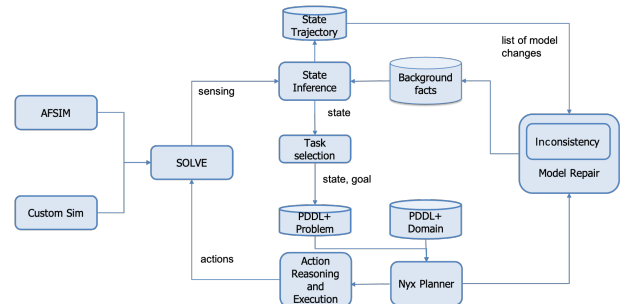 State
Trajectory
list of model
changes
State
Inference
Background
facts
sensing
AFSIM
state
Inconsistency
Task
selection
SOLVE
Model Repair
state, goal
Custom Sim
PDDL+
Problem
PDDL+
Domain
actions
Action
Reasoning
and
Execution
Nyx Planner